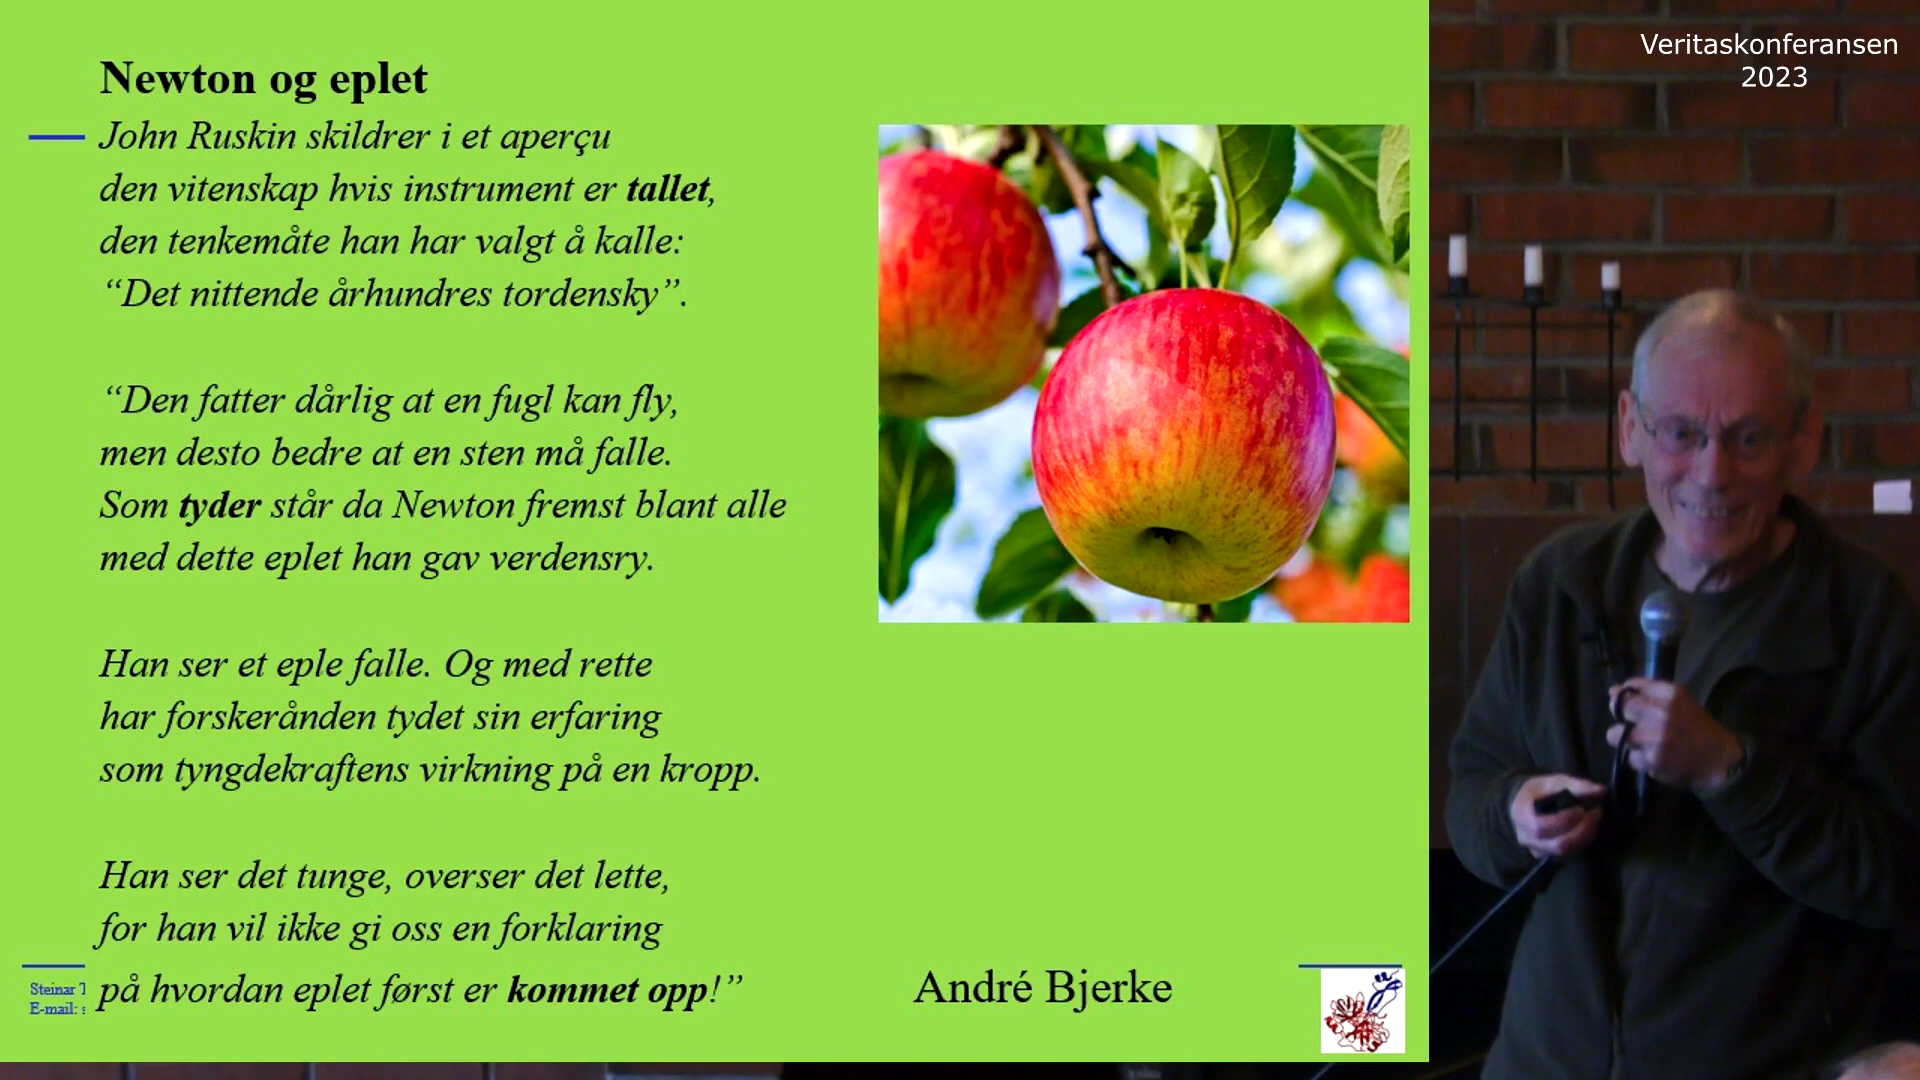 Newton og eplet
John Ruskin skildrer i et aperçu
den vitenskap hvis instrument er tallet,
den tenkemåte han har valgt å kalle:
“Det nittende århundres tordensky”.
“Den fatter dårlig at en fugl kan fly,
men desto bedre at en sten må falle.
Som tyder står da Newton fremst blant alle
med dette eplet han gav verdensry.
Han ser et eple falle. Og med rette
har forskerånden tydet sin erfaring
som tyngdekraftens virkning på en kropp.
Han ser det tunge, overser det lette,
for han vil ikke gi oss en forklaring
på hvordan eplet først er kommet opp!”
André Bjerke
Steinar
E-mail:
Veritaskonferansen
2023